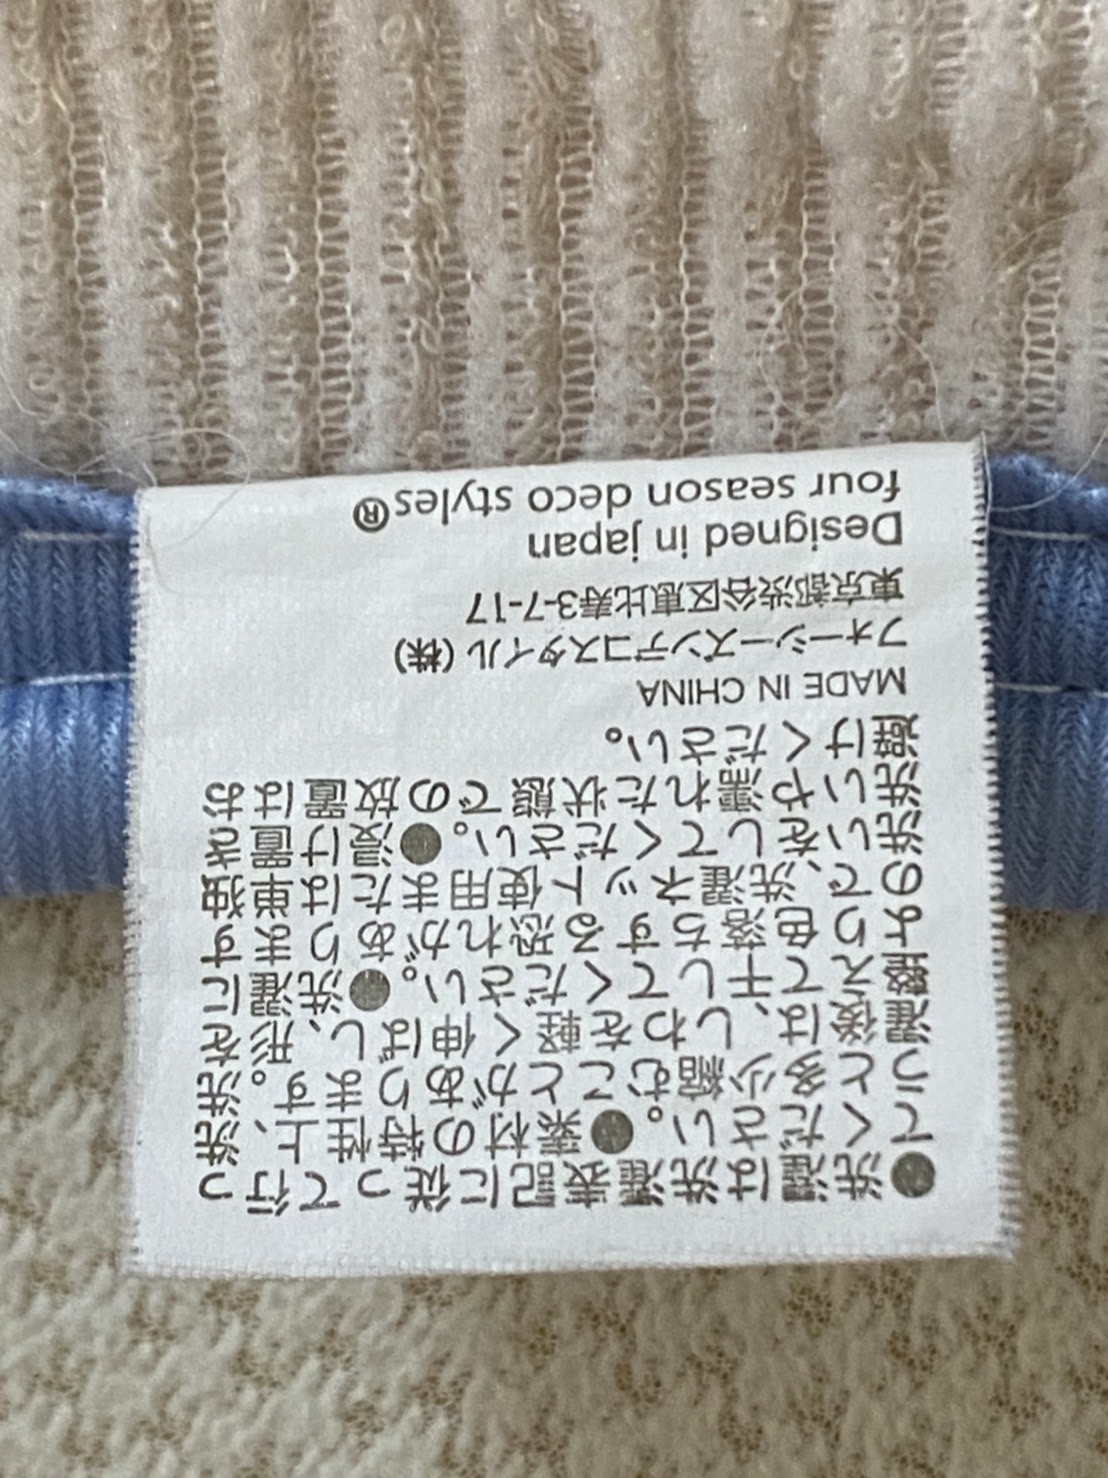 ●洗濯は洗濯表記に従って行っ
てください。●素材の特性上、洗
うと多少縮むことがあります。洗
濯後は、しわを軽く伸ばし、形を
整えて干してください。●洗濯に
より色落ちする恐れがあります
ので、洗濯ネット使用または単独
洗いをしてください。●浸け置き
洗いや濡れた状態での放置はお
避けください。
MADE IN CHINA
フォーシーズンデコスタイル（株）
東京都渋谷区恵比寿3-7-17
Designed in japan
four season deco styles®